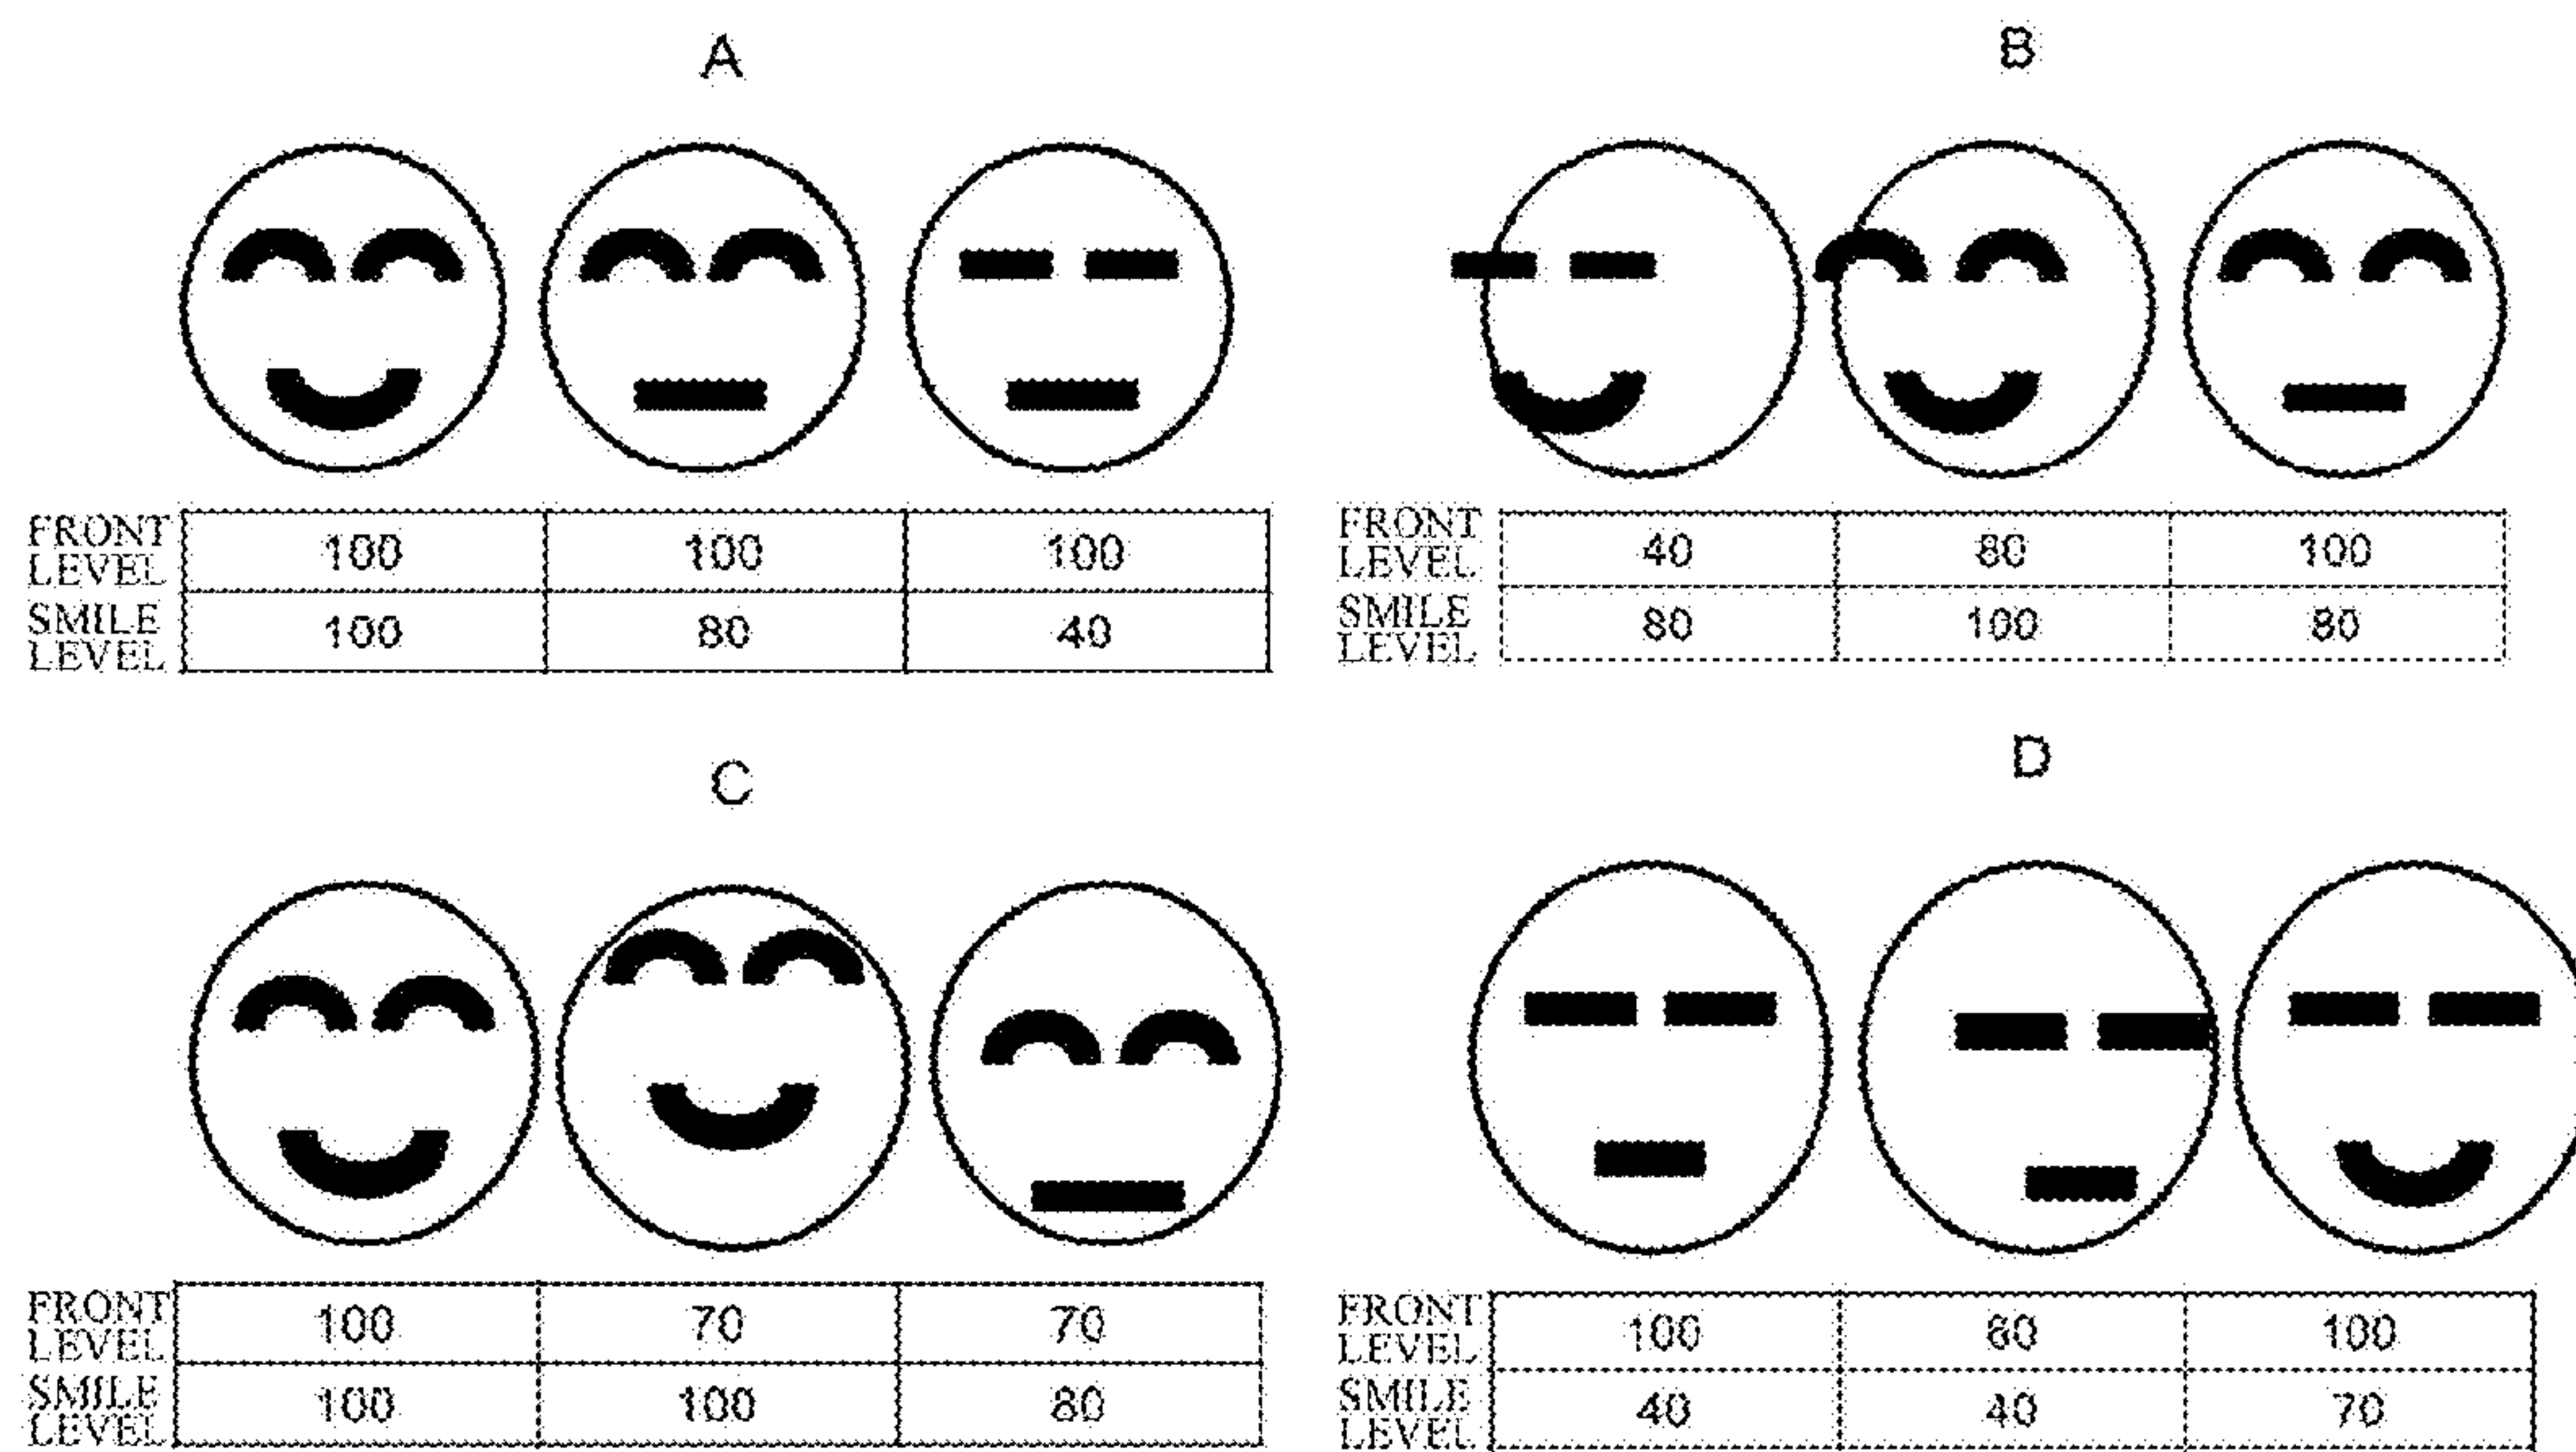 A
FRONT LEVEL 100 100 100
SMILE LEVEL 100 80 40
B
FRONT LEVEL 40 80 100
SMILE LEVEL 80 100 80
C
FRONT LEVEL 100 70 70
SMILE LEVEL 100 100 80
D
FRONT LEVEL 100 80 100
SMILE LEVEL 40 40 70